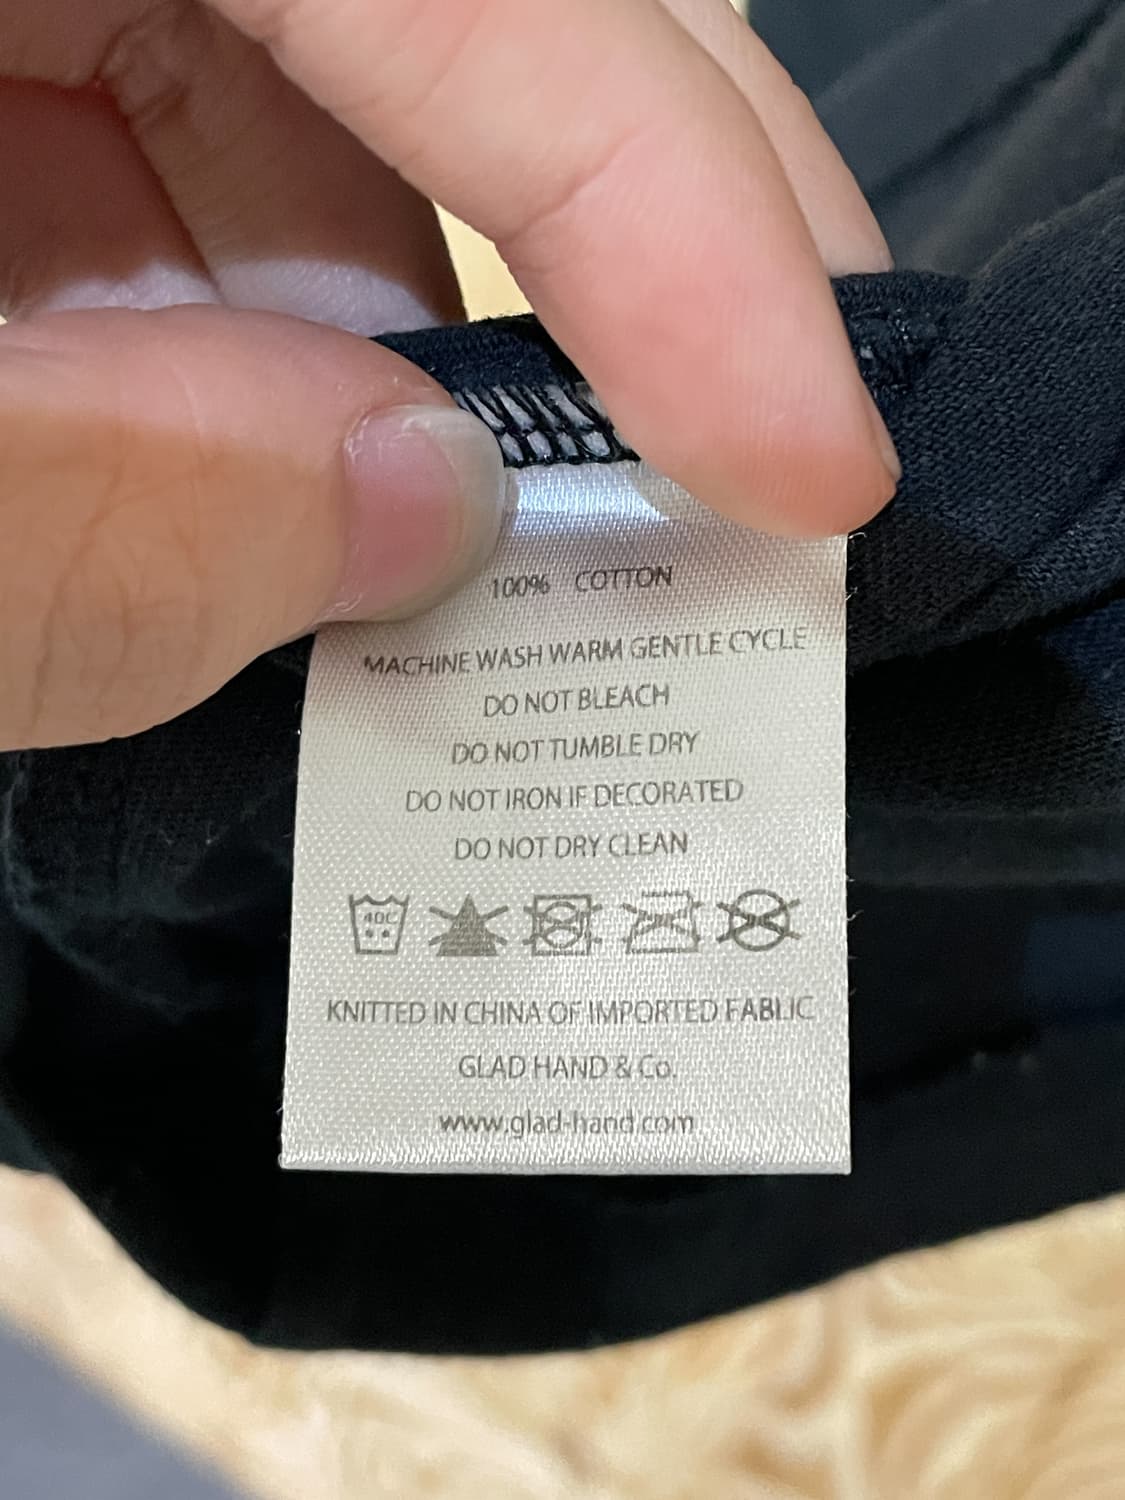 100% COTTON
MACHINE WASH WARM GENTLE CYCLE
DO NOT BLEACH
DO NOT TUMBLE DRY
DO NOT IRON IF DECORATED
DO NOT DRY CLEAN
40C
KNITTED IN CHINA OF IMPORTED FABLIC
GLAD HAND & Co.
www.glad-hand.com